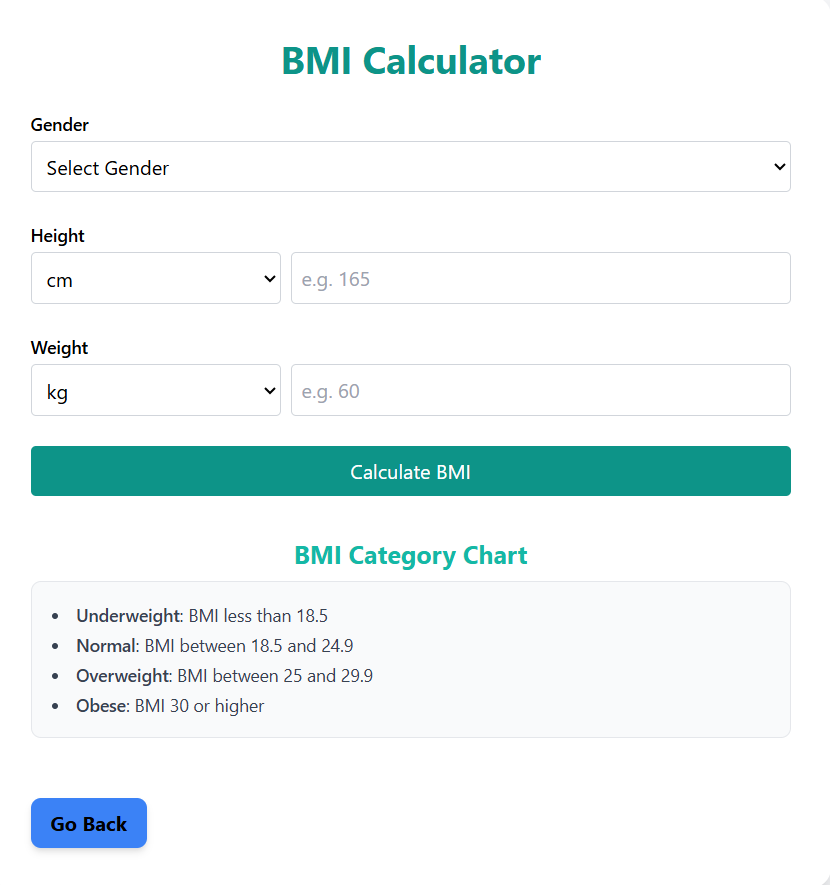 BMI Calculator
Gender
Select Gender
Height
cm
e.g. 165
Weight
kg
e.g. 60
Calculate BMI
BMI Category Chart
• Underweight: BMI less than 18.5
• Normal: BMI between 18.5 and 24.9
• Overweight: BMI between 25 and 29.9
• Obese: BMI 30 or higher
Go Back